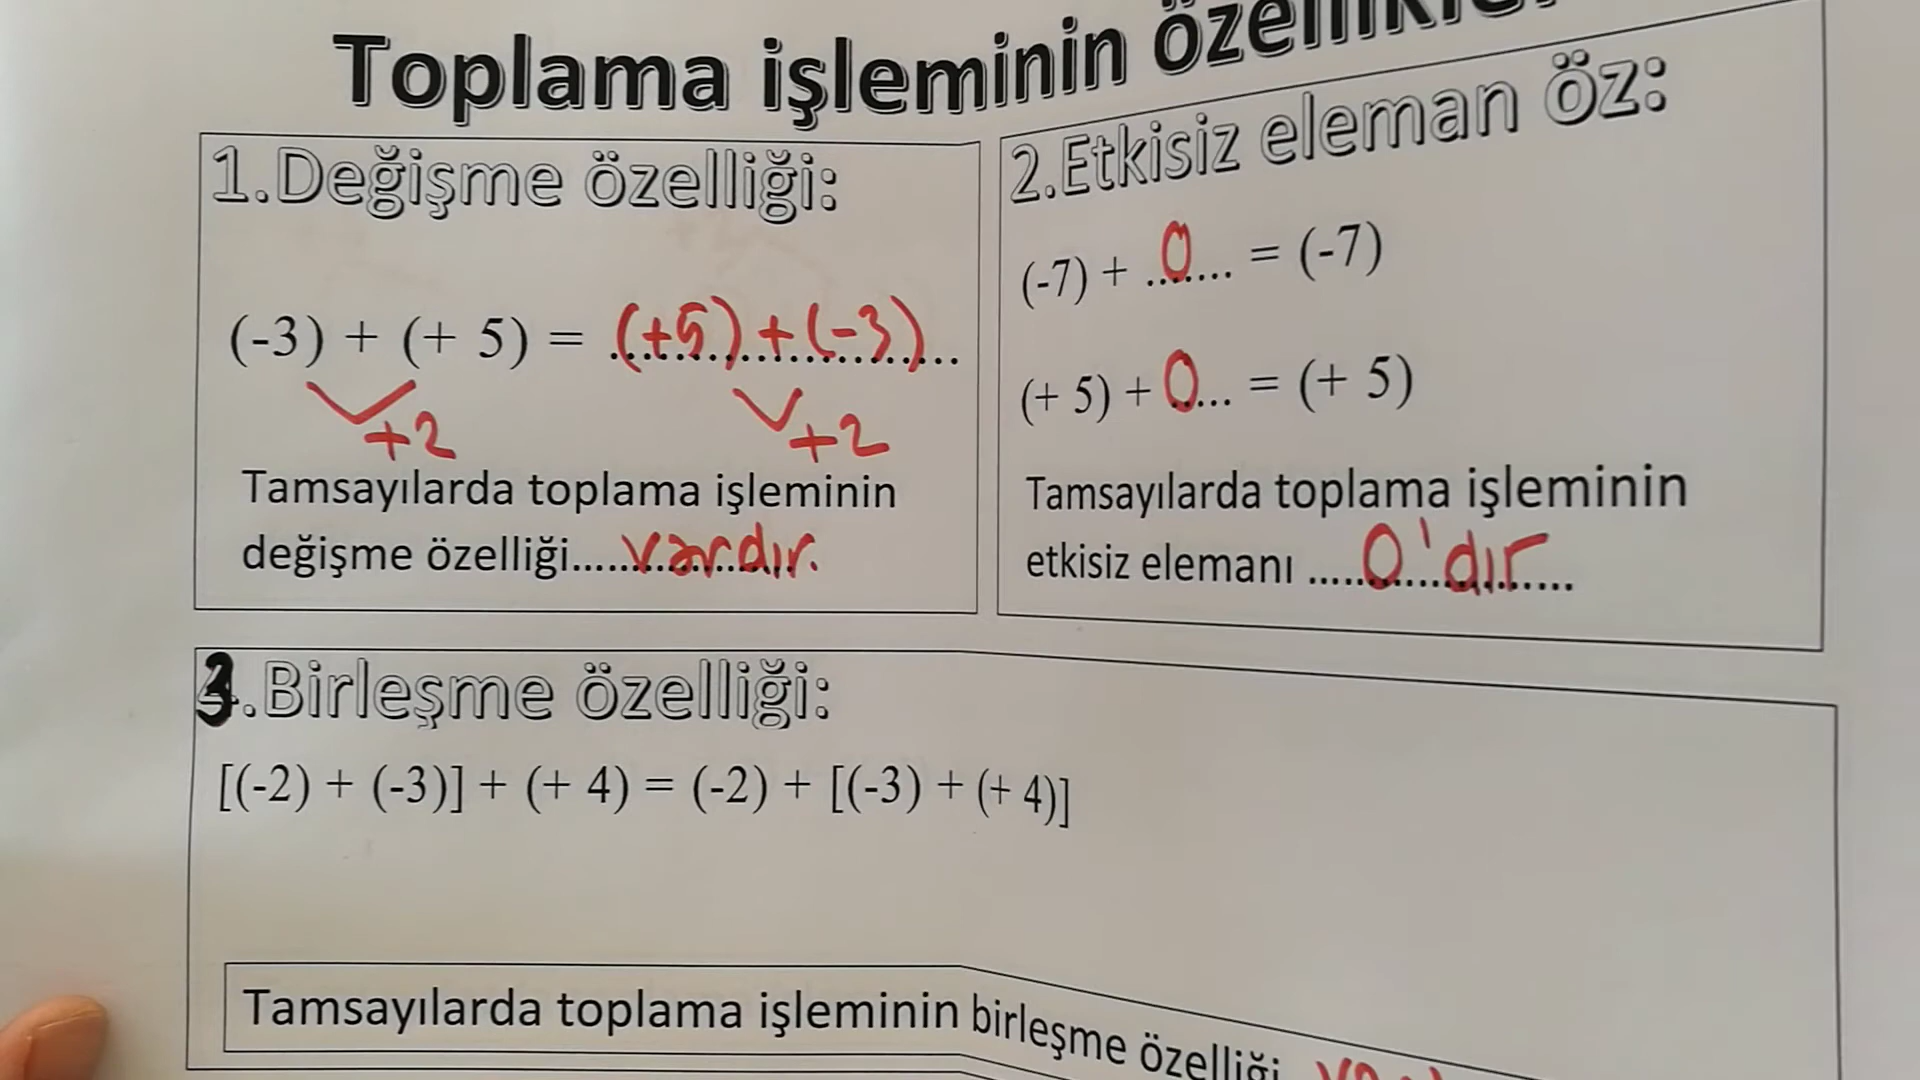 Toplama işleminin
1.Değişme özelliği:
(-3) + (+ 5) = (+5)+(-3)
+2 +2
Tamsayılarda toplama işleminin
değişme özelliği....vardır.
2.Etkisiz eleman öz:
(-7) + ..0.... = (-7)
(+ 5) + 0... = (+ 5)
Tamsayılarda toplama işleminin
etkisiz elemanı .....0'dır....
3.Birleşme özelliği:
[(-2) + (-3)] + (+ 4) = (-2) + [(-3) + (+ 4)]
Tamsayılarda toplama işleminin birleşme özelliği